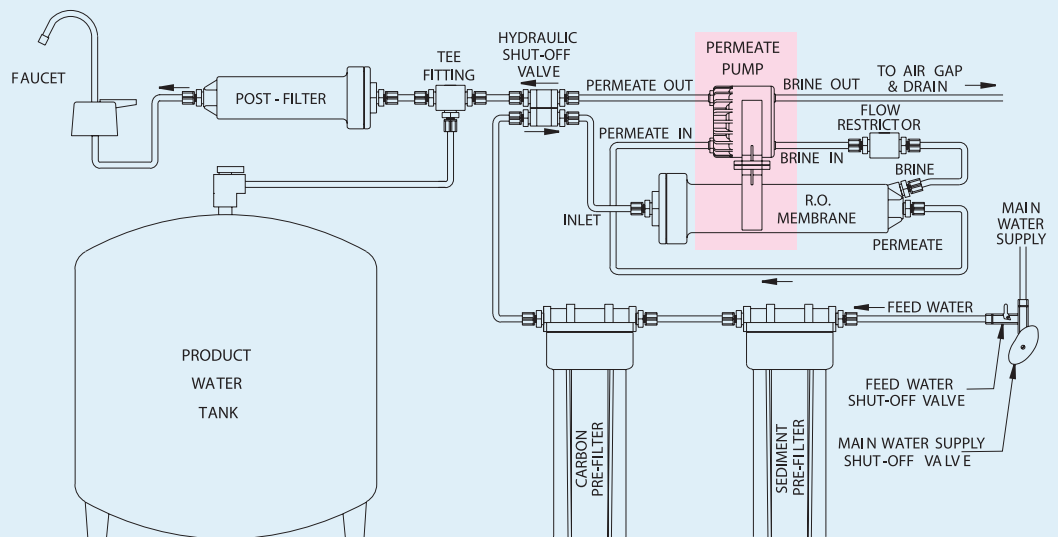 FAUCET
POST-FILTER
TEE
FITTING
HYDRAULIC
SHUT-OFF
VALVE
PERMEATE OUT
PERMEATE
PUMP
BRINE OUT
TO AIR GAP
& DRAIN
FLOW
RESTRICTOR
PERMEATE IN
BRINE IN
BRINE
INLET
R.O.
MEMBRANE
PERMEATE
MAIN
WATER
SUPPLY
FEED WATER
PRODUCT
WATER
TANK
CARBON
PRE-FILTER
SEDIMENT
PRE-FILTER
FEED WATER
SHUT-OFF VALVE
MAIN WATER SUPPLY
SHUT-OFF VALVE